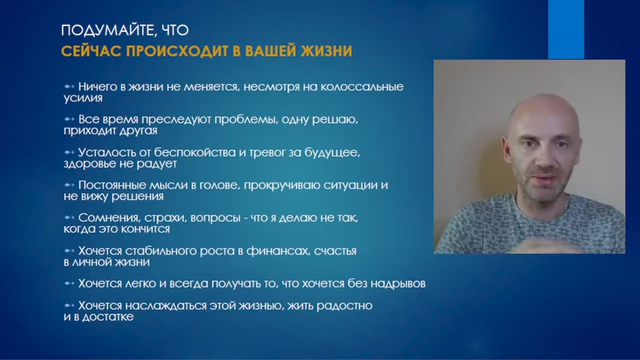 ПОДУМАЙТЕ, ЧТО
СЕЙЧАС ПРОИСХОДИТ В ВАШЕЙ ЖИЗНИ
Ничего в жизни не меняется, несмотря на колоссальные
усилия
Все время преследуют проблемы, одну решаю,
приходит другая
Усталость от беспокойства и тревог за будущее,
здоровье не радует
Постоянные мысли в голове, прокручиваю ситуации и
не вижу решения
Сомнения, страхи, вопросы - что я делаю не так,
когда это кончится
Хочется стабильного роста в финансах, счастья
в личной жизни
Хочется легко и всегда получать то, что хочется без надрывов
Хочется наслаждаться этой жизнью, жить радостно
и в достатке